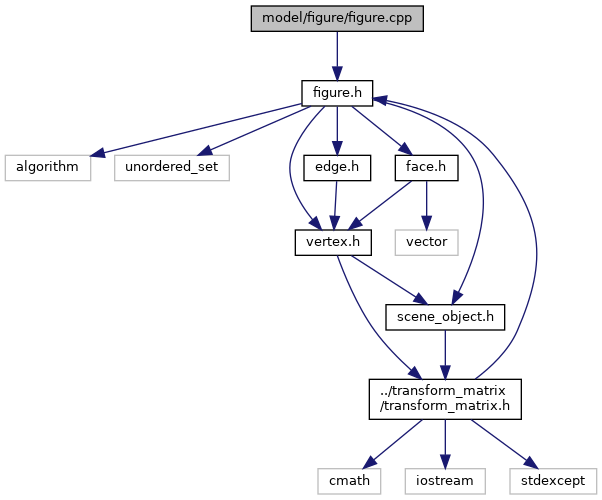 model/figure/figure.cpp
figure.h
algorithm
unordered_set
edge.h
face.h
vertex.h
vector
scene_object.h
../transform_matrix
/transform_matrix.h
cmath
iostream
stdexcept